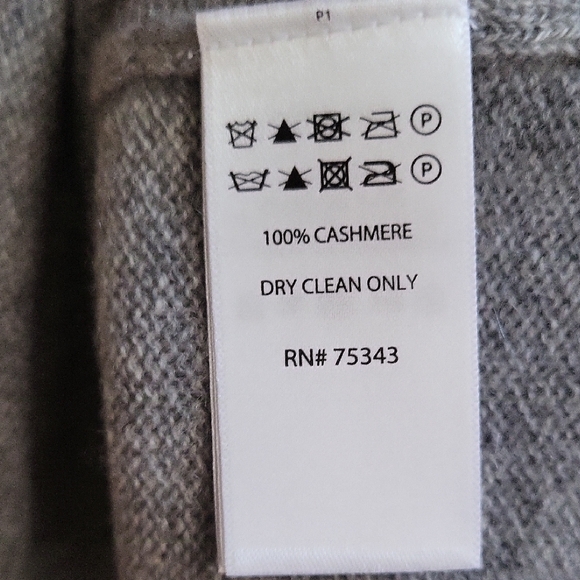 P1
P
P
100% CASHMERE
DRY CLEAN ONLY
RN# 75343